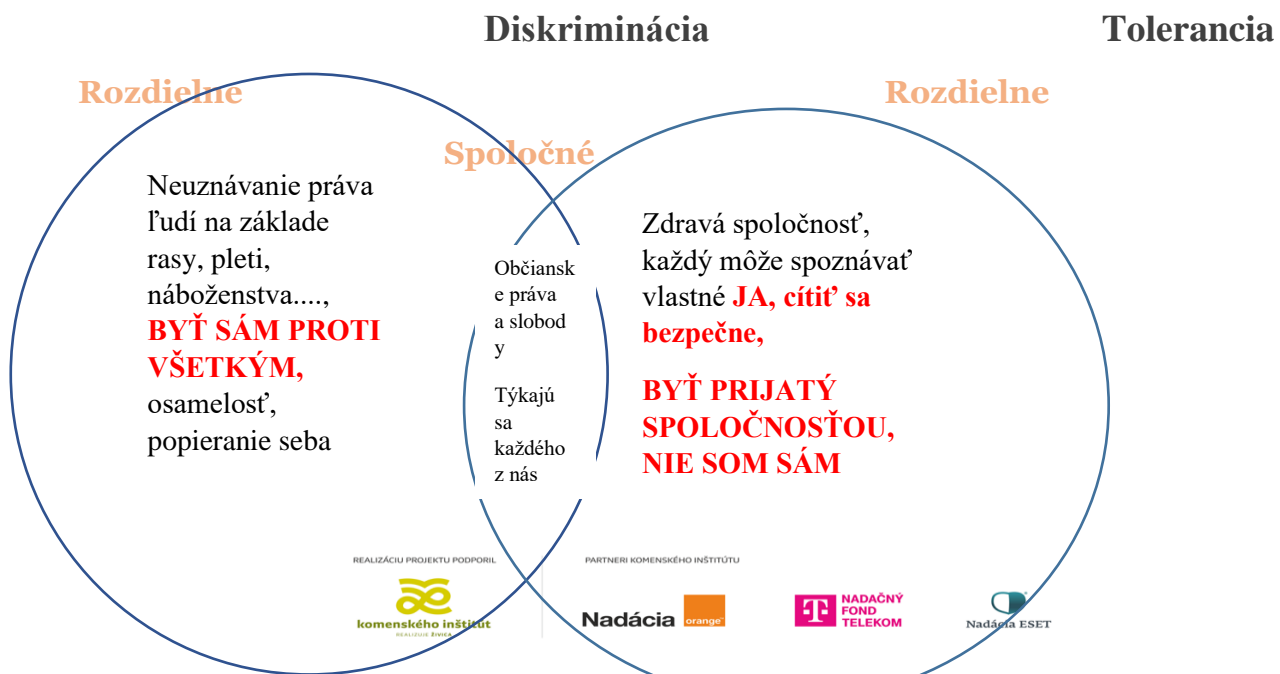 Diskriminácia
Tolerancia
Rozdielne
Rozdielne
Spoločné
Neuznávanie práva
ľudí na základe
rasy, pleti,
náboženstva....,
BYŤ SÁM PROTI
VŠETKÝM,
osamelosť,
popieranie seba
Občiansk
e práva
a slobod
y
Týkajú
sa
každého
z nás
Zdravá spoločnosť,
každý môže spoznávať
vlastné JA, cítiť sa
bezpečne,
BYŤ PRIJATÝ
SPOLOČNOSŤOU,
NIE SOM SÁM
REALIZÁCIU PROJEKTU PODPORIL
komenského inštitút
REALIZUJE ŽIVICA
PARTNERI KOMENSKÉHO INŠTITÚTU
Nadácia orange™
T NADAČNÝ
FOND
TELEKOM
Nadácia ESET